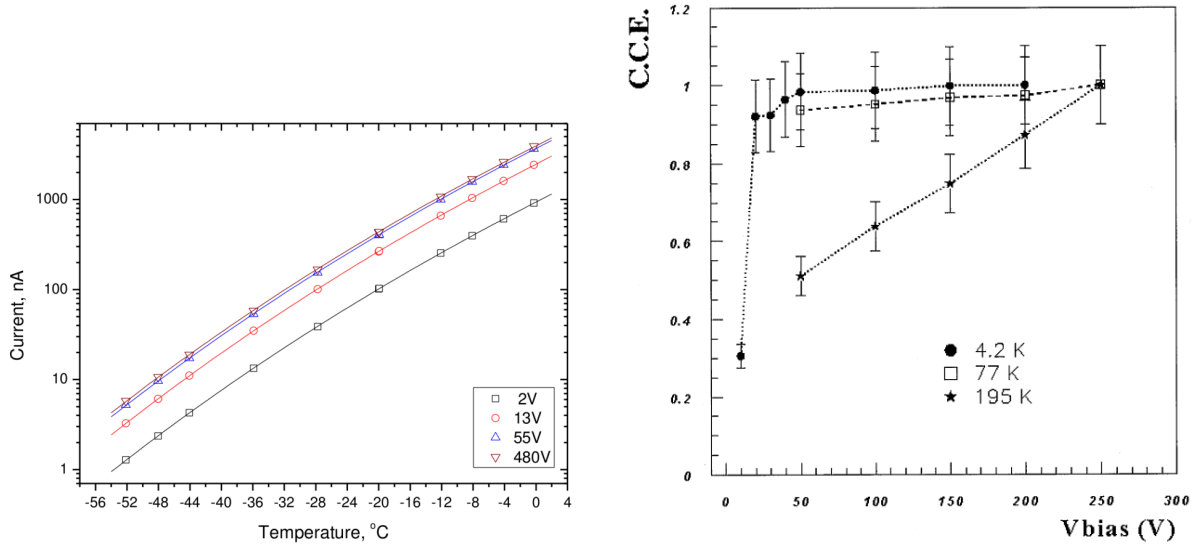 1000
100
10
1
Current, nA
-56 -52 -48 -44 -40 -36 -32 -28 -24 -20 -16 -12 -8 -4 0 4
Temperature, °C
2V
13V
55V
480V
C.C.E.
1.2
1
0.8
0.6
0.4
0.2
0
4.2 K
77 K
195 K
0 50 100 150 200 250 300
Vbias (V)